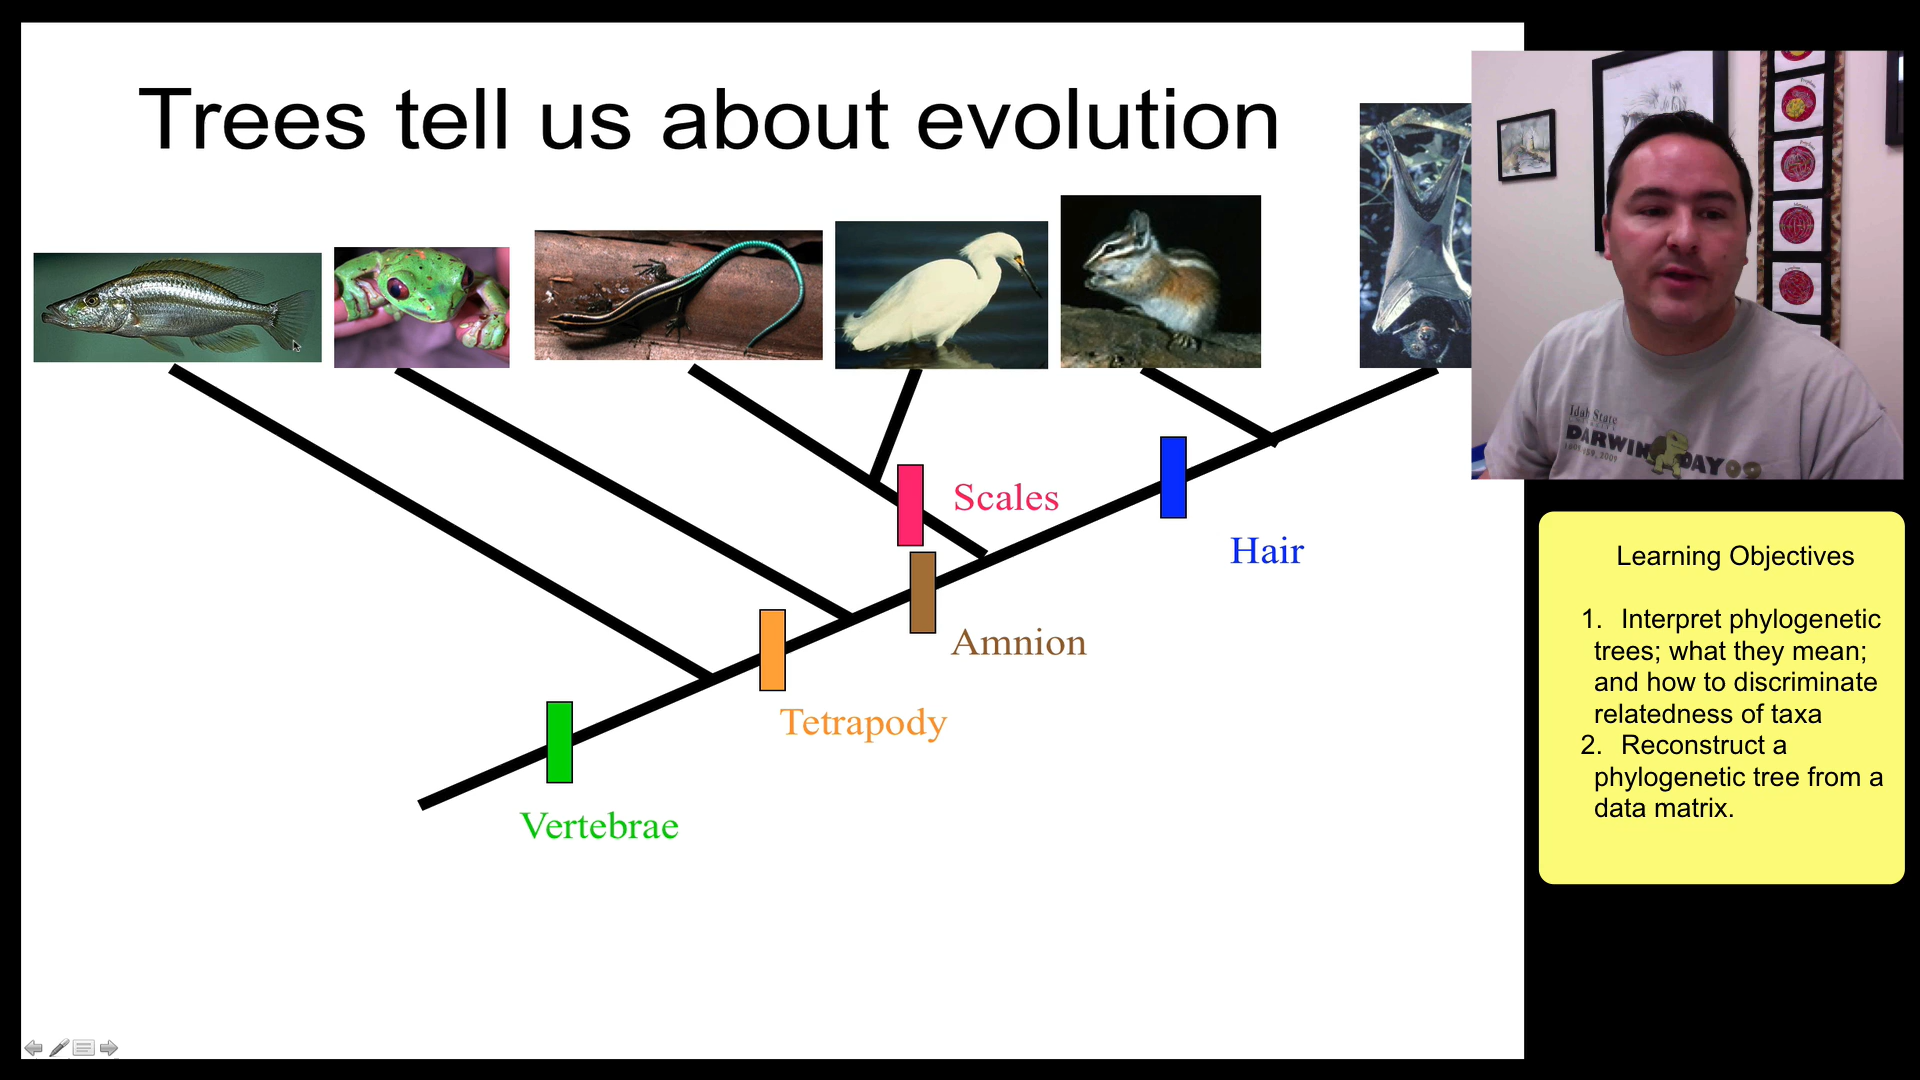 Trees tell us about evolution
Scales
Hair
Amnion
Tetrapody
Vertebrae
Idaho State
DARWIN DAY 09
Learning Objectives
1. Interpret phylogenetic
trees; what they mean;
and how to discriminate
relatedness of taxa
2. Reconstruct a
phylogenetic tree from a
data matrix.